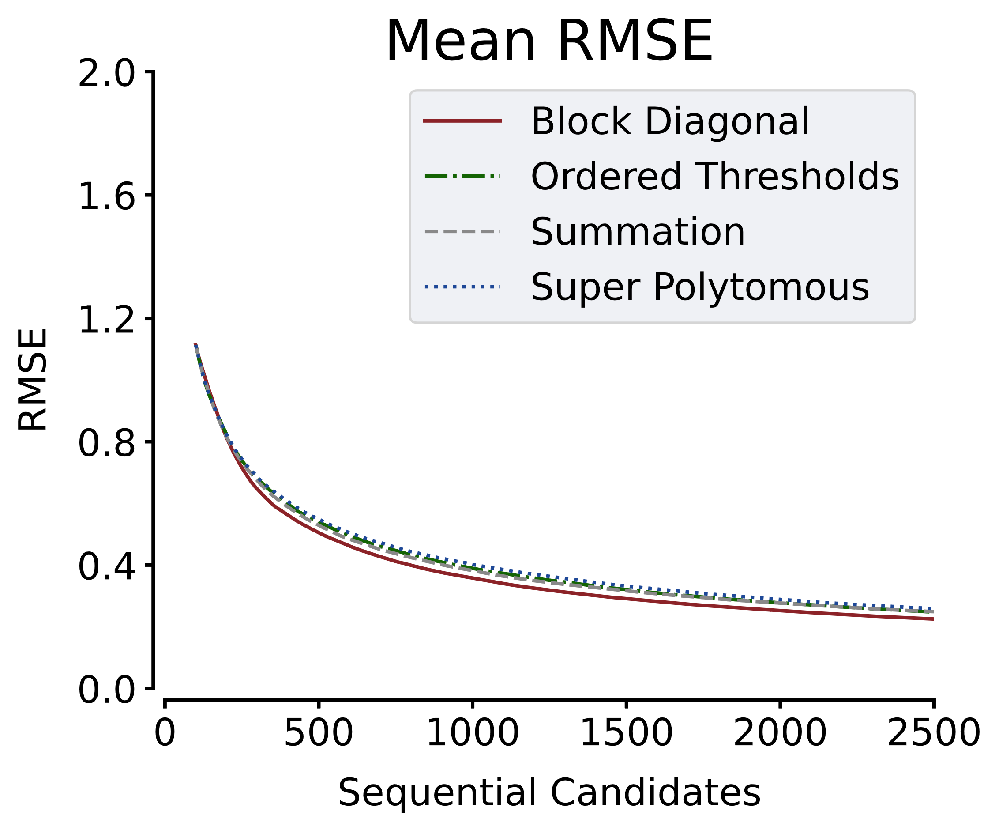 Mean RMSE
2.0
1.6
1.2
0.8
0.4
0.0
RMSE
Block Diagonal
Ordered Thresholds
Summation
Super Polytomous
0 500 1000 1500 2000 2500
Sequential Candidates